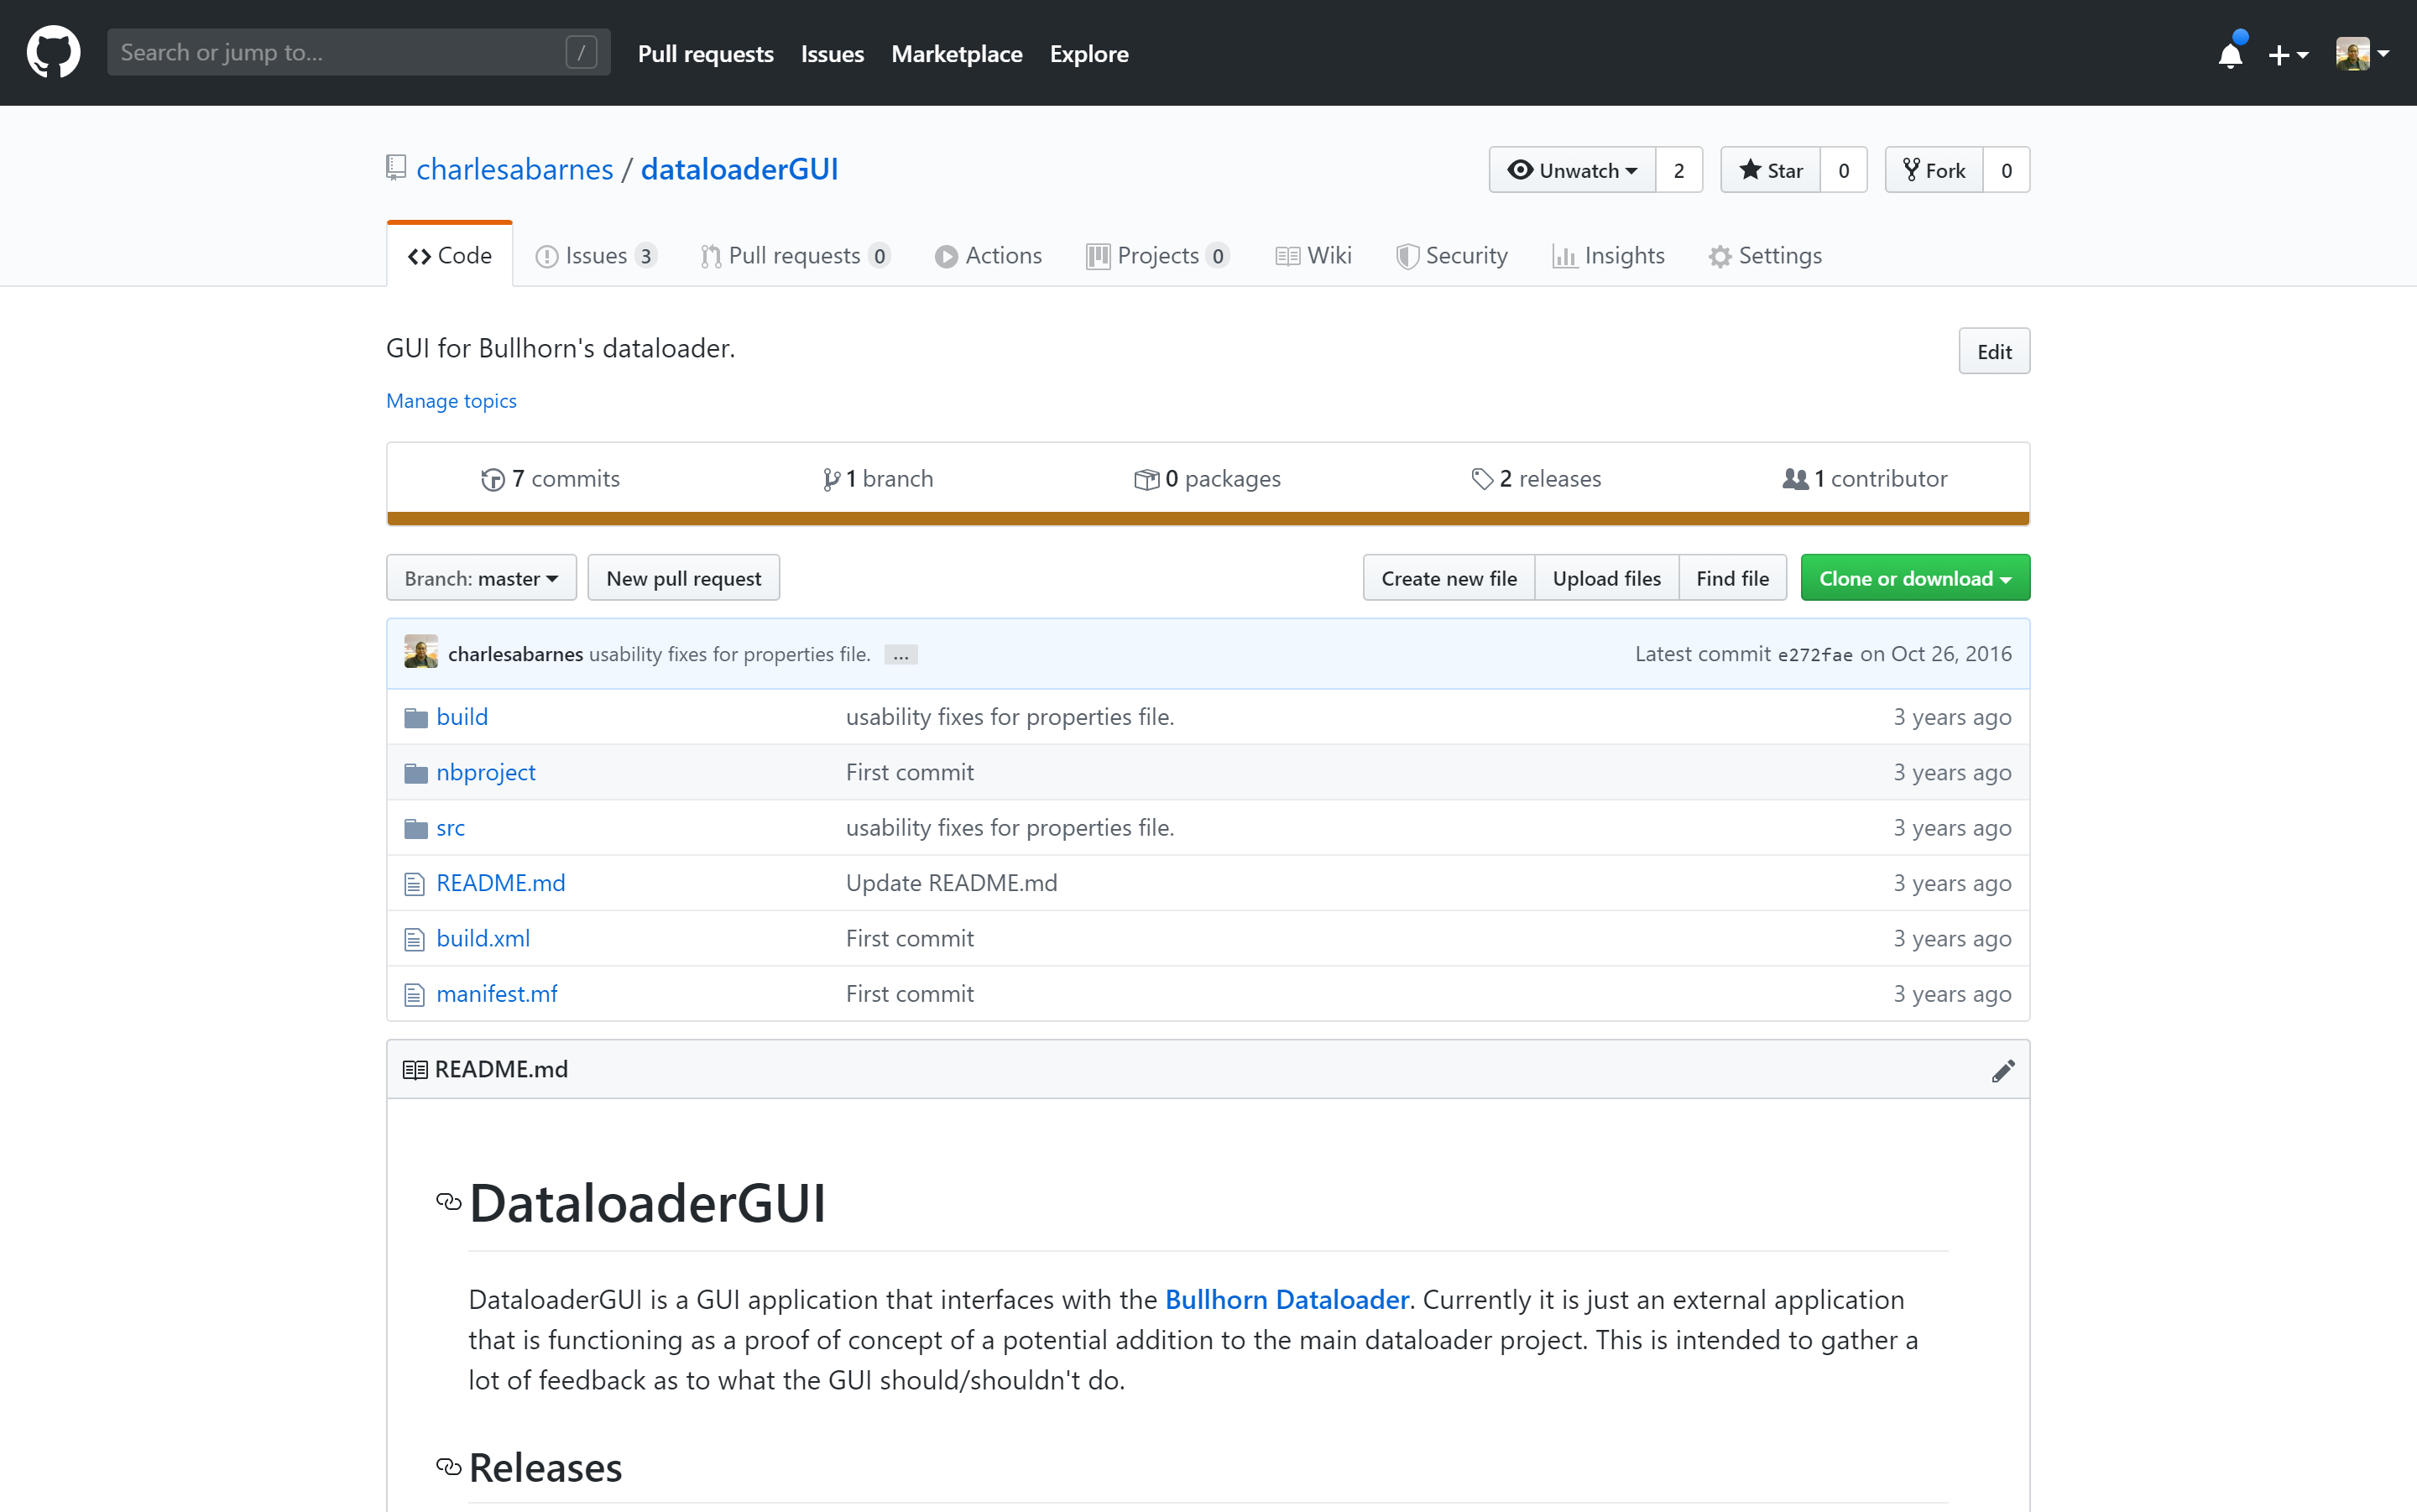 Search or jump to... /
Pull requests Issues Marketplace Explore
charlesabarnes / dataloaderGUI
Unwatch 2 Star 0 Fork 0
Code Issues 3 Pull requests 0 Actions Projects 0 Wiki Security Insights Settings
GUI for Bullhorn's dataloader.
Edit
Manage topics
7 commits 1 branch 0 packages 2 releases 1 contributor
Branch: master New pull request Create new file Upload files Find file Clone or download
charlesabarnes usability fixes for properties file. ... Latest commit e272fae on Oct 26, 2016
build usability fixes for properties file. 3 years ago
nbproject First commit 3 years ago
src usability fixes for properties file. 3 years ago
README.md Update README.md 3 years ago
build.xml First commit 3 years ago
manifest.mf First commit 3 years ago
README.md
DataloaderGUI
DataloaderGUI is a GUI application that interfaces with the Bullhorn Dataloader. Currently it is just an external application
that is functioning as a proof of concept of a potential addition to the main dataloader project. This is intended to gather a
lot of feedback as to what the GUI should/shouldn't do.
Releases